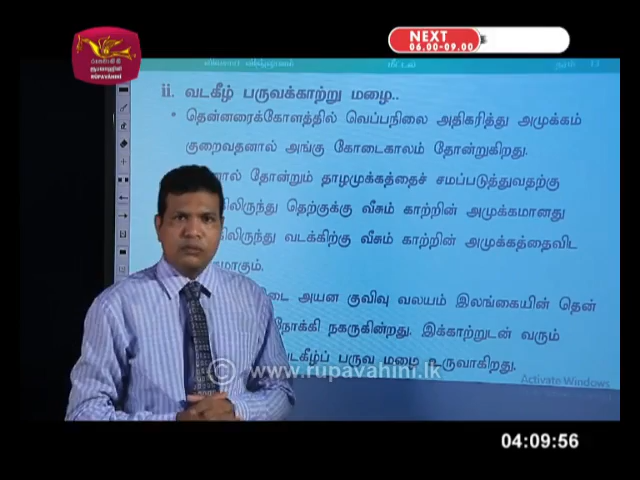 NEXT
06.00-09.00
RUPAVAHINI
ii. வடகீழ் பருவக்காற்று மழை..
தென்னரைக்கோளத்தில் வெப்பநிலை அதிகரித்து அமுக்கம்
குறைவதனால் அங்கு கோடைகாலம் தோன்றுகிறது.
தோன்றும் தாழமுக்கத்தைச் சமப்படுத்துவதற்கு
தெற்குக்கு வீசும் காற்றின் அமுக்கமானது
வடக்கிற்கு வீசும் காற்றின் அமுக்கத்தைவிட
அயன குவிவு வலயம் இலங்கையின் தென்
நோக்கி நகருகின்றது. இக்காற்றுடன் வரும்
பருவ மழை உருவாகிறது.
© www.rupavahini.lk
Activate Windows
04:09:56